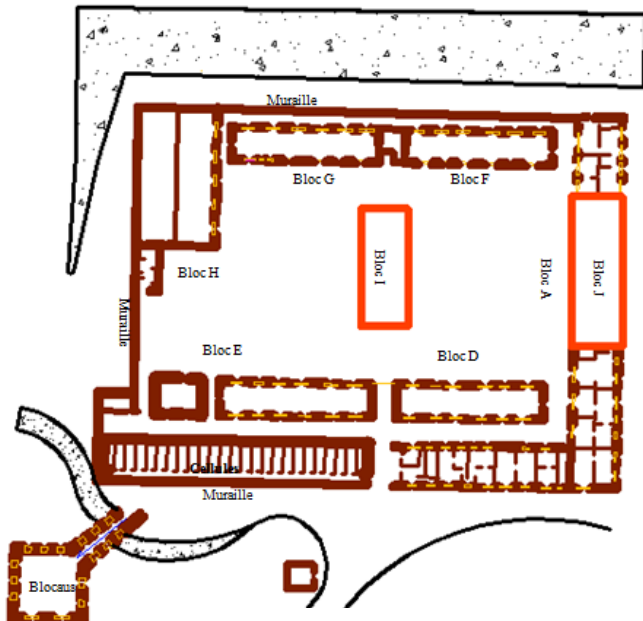 Muraille
Bloc G
Bloc F
Bloc I
Bloc A
Bloc J
Bloc H
Muraille
Bloc E
Bloc D
Cellules
Muraille
Blocaus